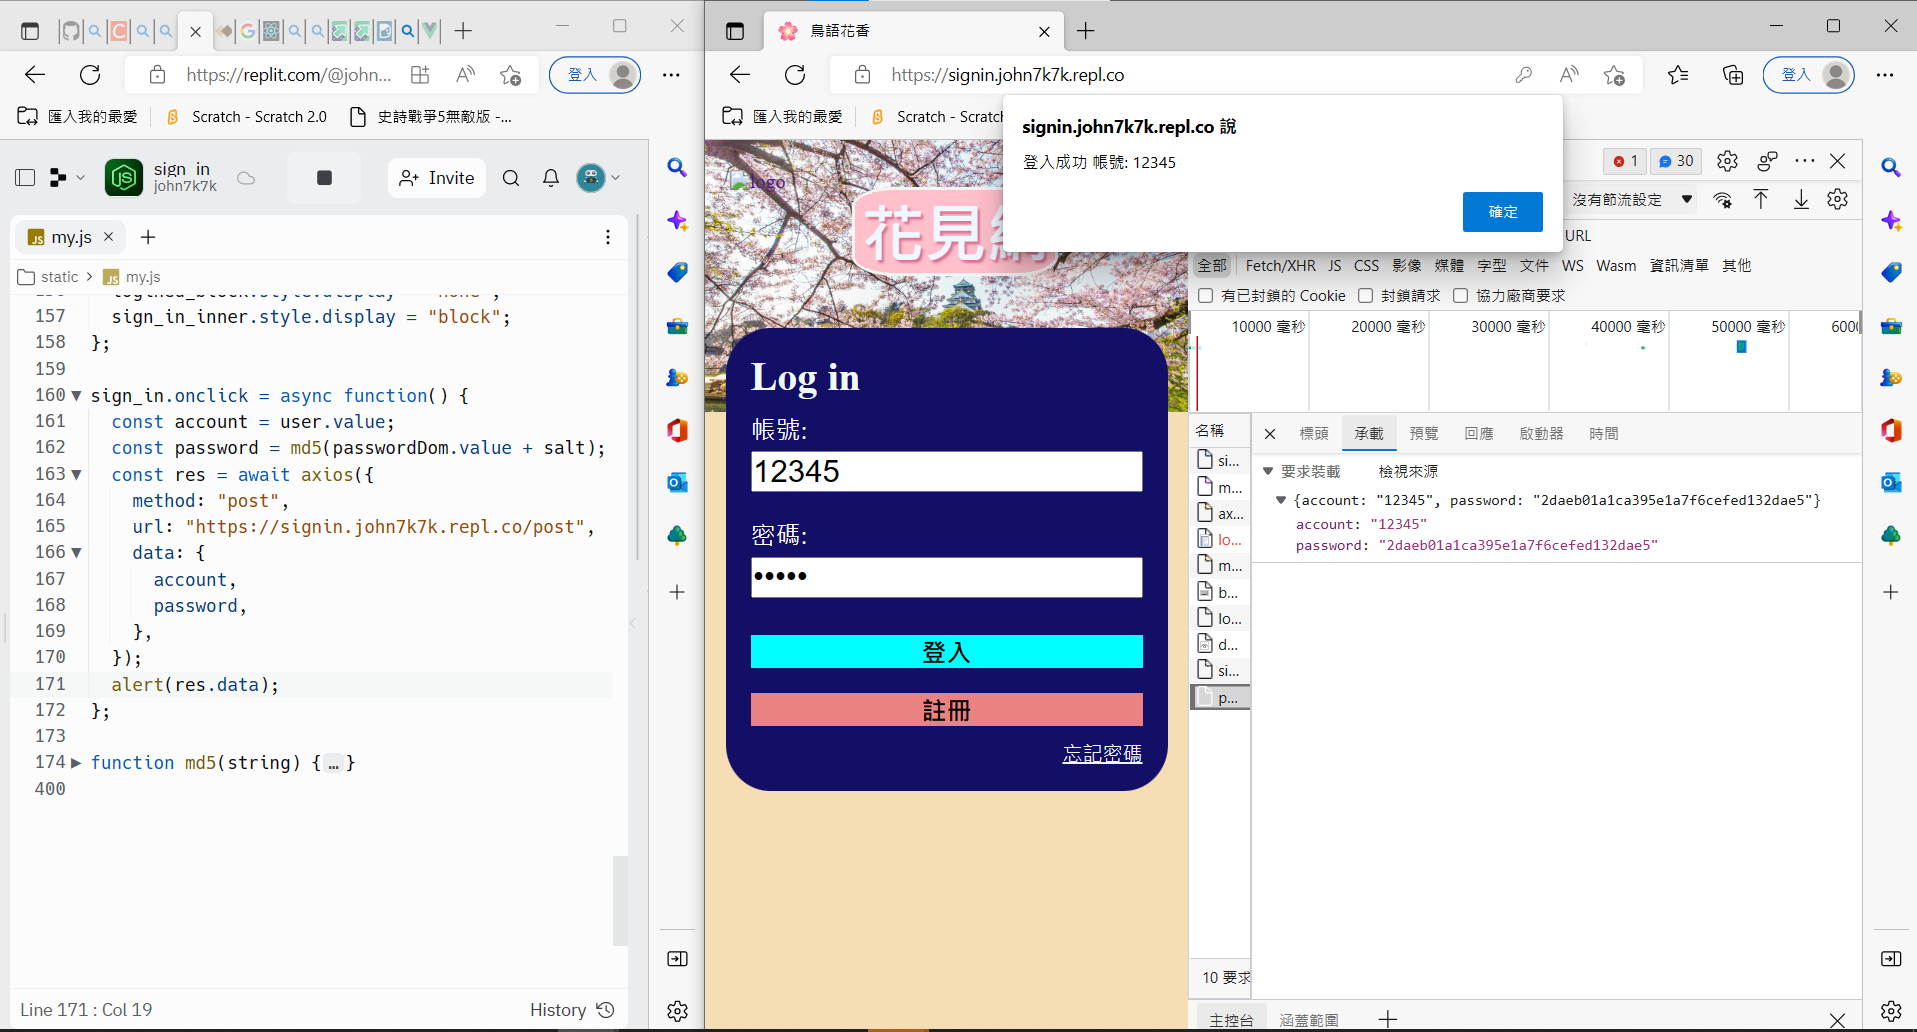 https://replit.com/@john...
登入
匯入我的最愛
Scratch - Scratch 2.0
史詩戰爭5無敵版 -...
sign in
john7k7k
Invite
my.js
static > my.js
157 sign_in_inner.style.display = "block";
158 };
159
160 sign_in.onclick = async function() {
161 const account = user.value;
162 const password = md5(passwordDom.value + salt);
163 const res = await axios({
164 method: "post",
165 url: "https://signin.john7k7k.repl.co/post",
166 data: {
167 account,
168 password,
169 },
170 });
171 alert(res.data);
172 };
173
174 function md5(string) {…}
400
Line 171 : Col 19
History
鳥語花香
https://signin.john7k7k.repl.co
登入
匯入我的最愛
Scratch - Scratch
signin.john7k7k.repl.co 說
登入成功 帳號: 12345
確定
logo
花見
Log in
帳號:
12345
密碼:
•••••
登入
註冊
忘記密碼
1
30
沒有節流設定
URL
全部
Fetch/XHR JS CSS 影像 媒體 字型 文件 WS Wasm 資訊清單 其他
有已封鎖的 Cookie 封鎖請求 協力廠商要求
10000 毫秒 20000 毫秒 30000 毫秒 40000 毫秒 50000 毫秒 6000
名稱
si...
m...
ax...
lo...
m...
b...
lo...
d...
si...
p...
10 要求
標頭 承載 預覽 回應 啟動器 時間
要求裝載 檢視來源
{account: "12345", password: "2daeb01a1ca395e1a7f6cefed132dae5"}
account: "12345"
password: "2daeb01a1ca395e1a7f6cefed132dae5"
主控台 涵蓋範圍